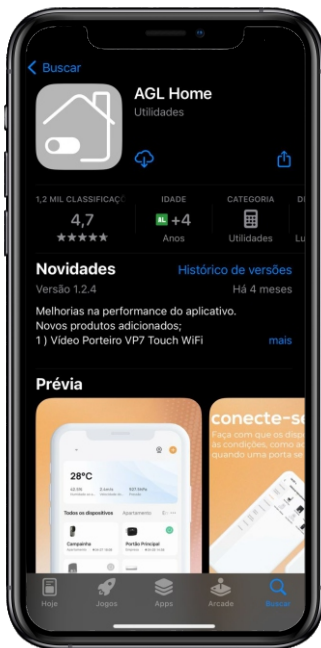 Buscar
AGL Home
Utilidades
1,2 MIL CLASSIFICAÇÕ
IDADE
CATEGORIA
4,7
L +4
★★★★★
Anos
Utilidades
Lu
Novidades
Histórico de versões
Versão 1.2.4
Há 4 meses
Melhorias na performance do aplicativo.
Novos produtos adicionados;
1 ) Vídeo Porteiro VP7 Touch WiFi
mais
Prévia
28°C
Todos os dispositivos
Apartamento
Campainha
Portão Principal
conecte-se
Faça com que os disp
as condições, como ac
quando uma porta se
Hoje
Jogos
Apps
Arcade
Buscar